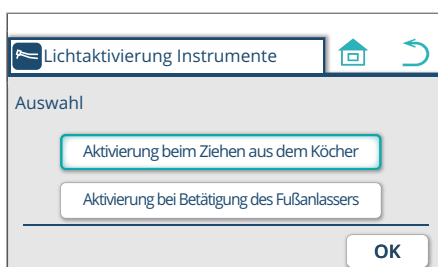 Lichtaktivierung Instrumente
Auswahl
Aktivierung beim Ziehen aus dem Köcher
Aktivierung bei Betätigung des Fußanlassers
OK